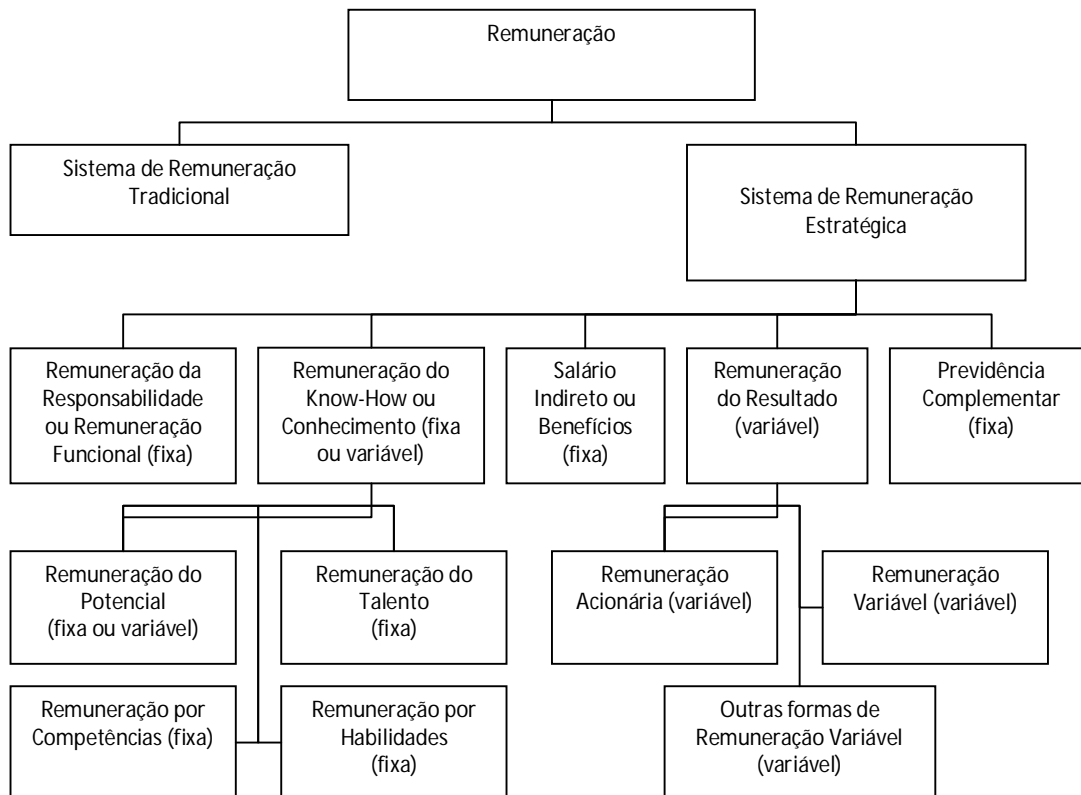 Remuneração
Sistema de Remuneração
Tradicional
Sistema de Remuneração
Estratégica
Remuneração da
Responsabilidade
ou Remuneração
Funcional (fixa)
Remuneração do
Know-How ou
Conhecimento (fixa
ou variável)
Salário
Indireto ou
Benefícios
(fixa)
Remuneração
do Resultado
(variável)
Previdência
Complementar
(fixa)
Remuneração do
Potencial
(fixa ou variável)
Remuneração do
Talento
(fixa)
Remuneração
Acionária (variável)
Remuneração
Variável (variável)
Remuneração por
Competências (fixa)
Remuneração por
Habilidades
(fixa)
Outras formas de
Remuneração Variável
(variável)